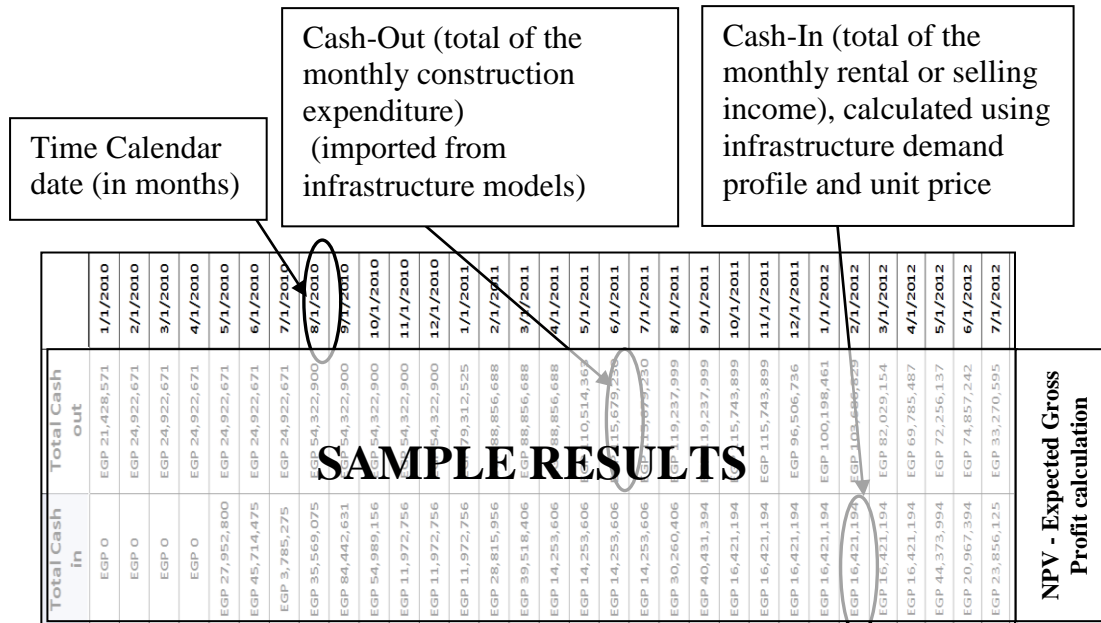 Cash-Out (total of the
monthly construction
expenditure)
(imported from
infrastructure models)
Cash-In (total of the
monthly rental or selling
income), calculated using
infrastructure demand
profile and unit price
Time Calendar
date (in months)
1/1/2010 2/1/2010 3/1/2010 4/1/2010 5/1/2010 6/1/2010 7/1/2010 8/1/2010 9/1/2010 10/1/2010 11/1/2010 12/1/2010 1/1/2011 2/1/2011 3/1/2011 4/1/2011 5/1/2011 6/1/2011 7/1/2011 8/1/2011 9/1/2011 10/1/2011 11/1/2011 12/1/2011 1/1/2012 2/1/2012 3/1/2012 4/1/2012 5/1/2012 6/1/2012 7/1/2012
Total Cash
out
EGP 21,428,571 EGP 24,922,671 EGP 24,922,671 EGP 24,922,671 EGP 24,922,671 EGP 24,922,671 EGP 24,922,671 EGP 54,322,900 EGP 54,322,900 EGP 54,322,900 EGP 54,322,900 54,322,900 EGP 79,312,525 88,856,688 88,856,688 88,856,688 EGP 115,679,230 EGP 119,237,999 119,237,999 115,743,899 EGP 115,743,899 EGP 96,506,736 EGP 100,198,461 EGP EGP 82,029,154 EGP 69,785,487 EGP 72,256,137 EGP 74,857,242 EGP 33,270,595
SAMPLE RESULTS
Total Cash
in
EGP 0 EGP 0 EGP 0 EGP 0 EGP 27,952,800 EGP 45,714,475 EGP 3,785,275 EGP 35,569,075 EGP 84,442,631 EGP 54,989,156 EGP 11,972,756 EGP 11,972,756 EGP 11,972,756 EGP 28,815,956 EGP 39,518,406 EGP 14,253,606 EGP 14,253,606 EGP 14,253,606 EGP 14,253,606 EGP 30,260,406 EGP 40,431,394 EGP 16,421,194 EGP 16,421,194 EGP 16,421,194 EGP 16,421,194 EGP 16,421,194 EGP 16,421,194 EGP 16,421,194 EGP 44,373,994 EGP 20,967,394 EGP 23,856,125
NPV - Expected Gross
Profit calculation